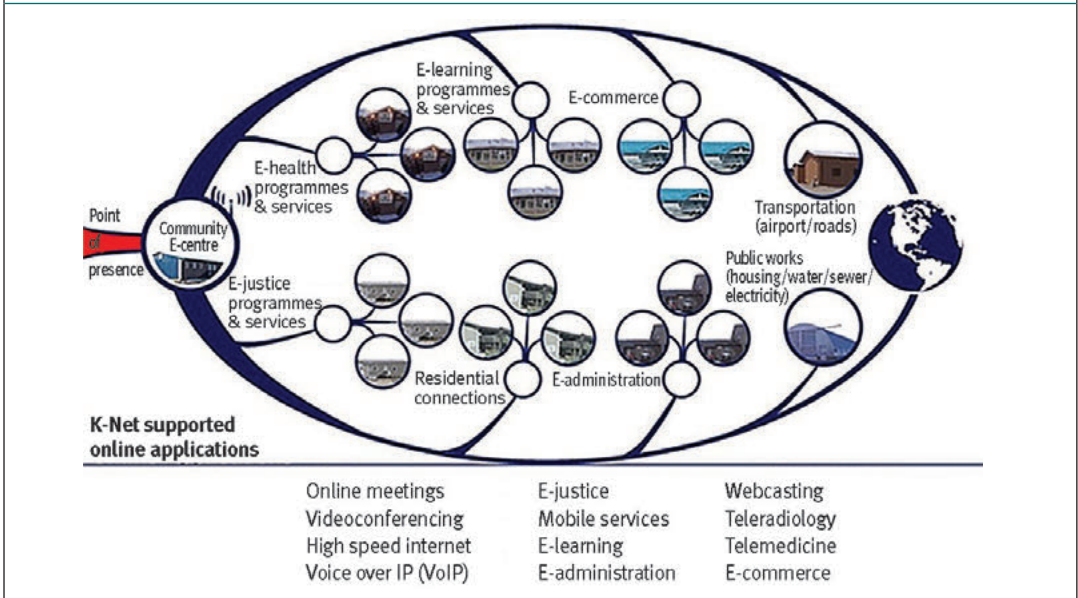 E-learning
programmes
& services
E-commerce
E-health
programmes
& services
Transportation
(airport/roads)
Point
of
presence
Community
E-centre
Public works
(housing/water/sewer/
electricity)
E-justice
programmes
& services
Residential
connections
E-administration
K-Net supported
online applications
Online meetings
Videoconferencing
High speed internet
Voice over IP (VoIP)
E-justice
Mobile services
E-learning
E-administration
Webcasting
Teleradiology
Telemedicine
E-commerce